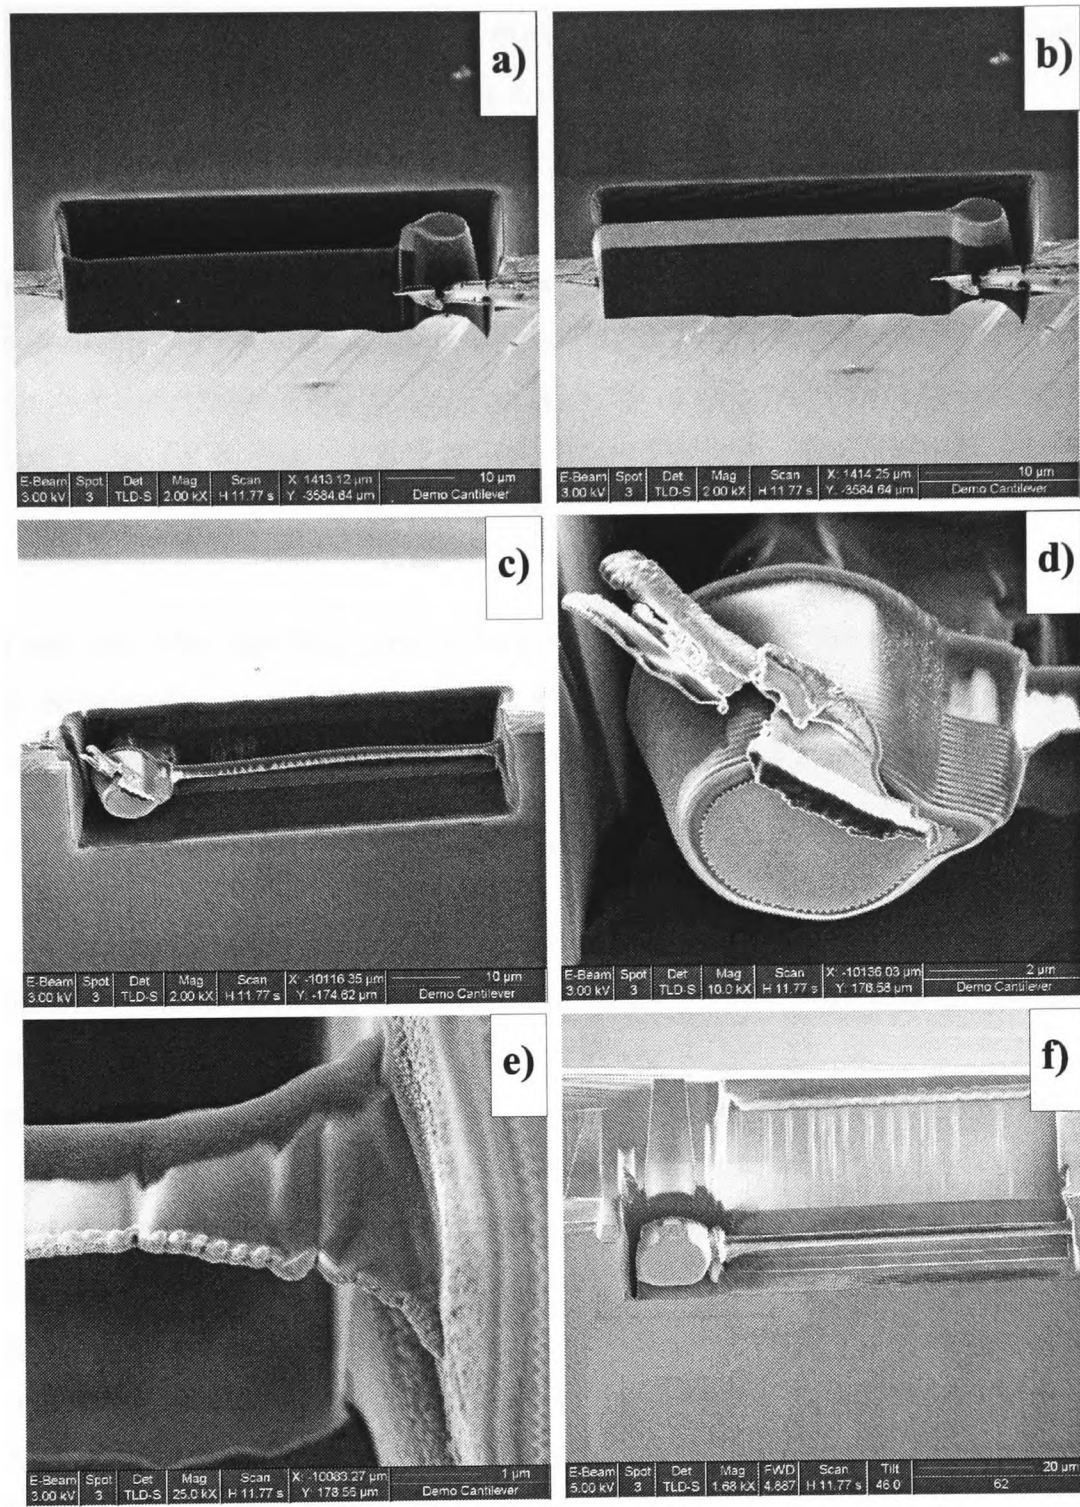 a)
E-Beam Spot Det Mag Scan X: 1413.12 µm 10 µm
3.00 kV 3 TLD-S 2.00 kX H 11.77 s Y: -3584.64 µm Demo Cantilever
b)
E-Beam Spot Det Mag Scan X: 1414.25 µm 10 µm
3.00 kV 3 TLD-S 2.00 kX H 11.77 s Y: -3584.64 µm Demo Cantilever
c)
E-Beam Spot Det Mag Scan X: -10116.35 µm 10 µm
3.00 kV 3 TLD-S 2.00 kX H 11.77 s Y: -174.62 µm Demo Cantilever
d)
E-Beam Spot Det Mag Scan X: -10136.03 µm 2 µm
3.00 kV 3 TLD-S 10.0 kX H 11.77 s Y: 178.58 µm Demo Cantilever
e)
E-Beam Spot Det Mag Scan X: -10083.27 µm 1 µm
3.00 kV 3 TLD-S 25.0 kX H 11.77 s Y: 178.56 µm Demo Cantilever
f)
E-Beam Spot Det Mag FWD Scan Tilt 20 µm
5.00 kV 3 TLD-S 1.68 kX 4.887 H 11.77 s 46.0 62